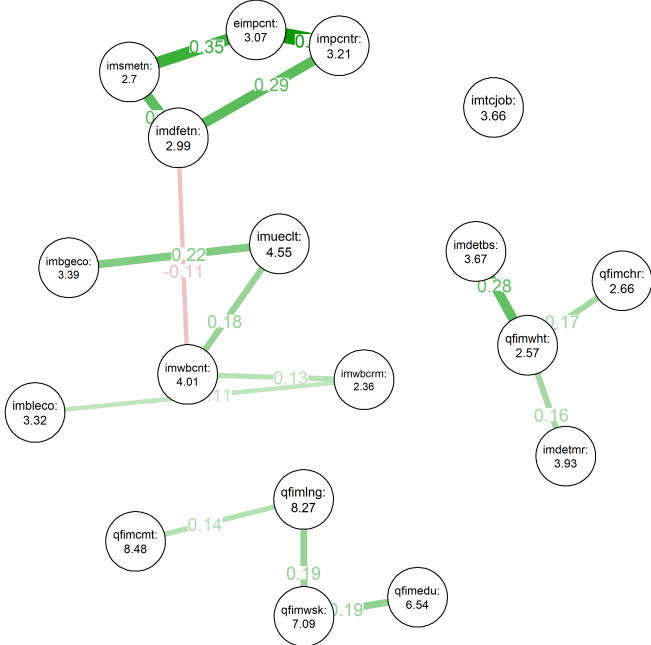 eimpcnt:
3.07
impcntr:
3.21
0.35
imsmetn:
2.7
0.29
imdfetn:
2.99
imtcjob:
3.66
imueclt:
4.55
imdetbs:
3.67
imbgeco:
3.39
0.22
-0.11
qfimchr:
2.66
0.28
0.18
0.17
qfimwht:
2.57
imwbcnt:
4.01
0.13
imwbcrm:
2.36
imbleco:
3.32
0.16
imdetmr:
3.93
qfimlng:
8.27
qfimcmt:
8.48
0.14
0.19
qfimwsk:
7.09
qfimedu:
6.54